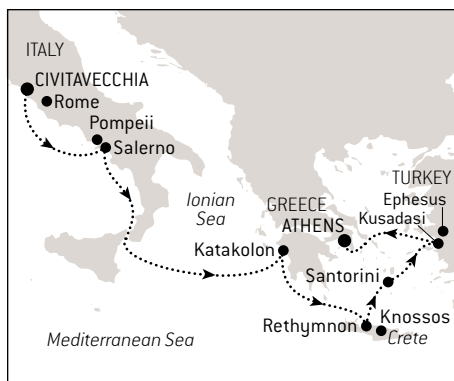 ITALY
CIVITAVECCHIA
Rome
Pompeii
Salerno
Ionian
Sea
GREECE
ATHENS
TURKEY
Ephesus
Kusadasi
Katakolon
Santorini
Rethymnon
Knossos
Crete
Mediterranean Sea